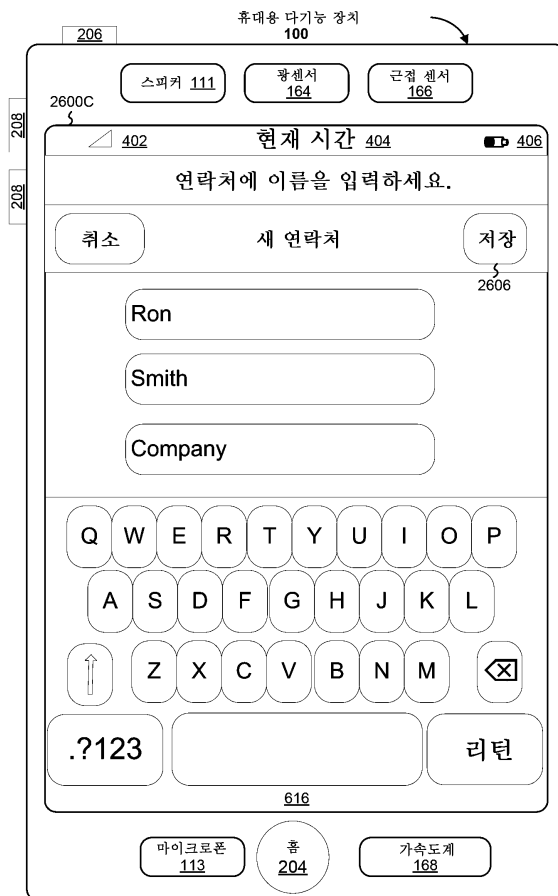 휴대용 다기능 장치
100
206
스피커 111
광센서
164
근접 센서
166
2600C
208
208
402
현재 시간 404
406
연락처에 이름을 입력하세요.
취소
새 연락처
저장
2606
Ron
Smith
Company
Q W E R T Y U I O P
A S D F G H J K L
Z X C V B N M
.?123
리턴
616
마이크로폰
113
홈
204
가속도계
168